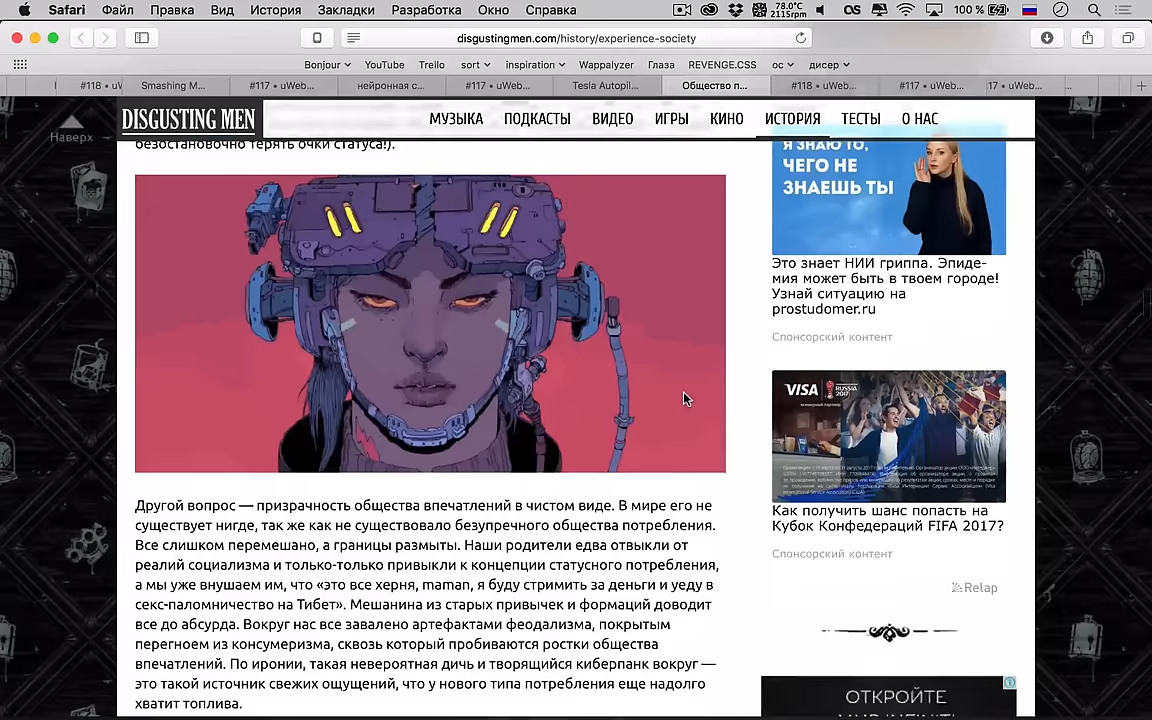 Safari Файл Правка Вид История Закладки Разработка Окно Справка
78.0°C
2115rpm
100 %
disgustingmen.com/history/experience-society
Bonjour YouTube Trello sort inspiration Wappalyzer Глаза REVENGE.CSS ос дисер
#118 • uV Smashing M... #117 • uWeb... нейронная с... #117 • uWeb... Tesla Autopil... Общество п... #118 • uWeb... #117 • uWeb... 17 • uWeb...
Наверх
DISGUSTING MEN
МУЗЫКА ПОДКАСТЫ ВИДЕО ИГРЫ КИНО ИСТОРИЯ ТЕСТЫ О НАС
безостановочно терять очки статуса!).
Другой вопрос — призрачность общества впечатлений в чистом виде. В мире его не
существует нигде, так же как не существовало безупречного общества потребления.
Все слишком перемешано, а границы размыты. Наши родители едва отвыкли от
реалий социализма и только-только привыкли к концепции статусного потребления,
а мы уже внушаем им, что «это все херня, maman, я буду стримить за деньги и уеду в
секс-паломничество на Тибет». Мешанина из старых привычек и формаций доводит
все до абсурда. Вокруг нас все завалено артефактами феодализма, покрытым
перегноем из консумеризма, сквозь который пробиваются ростки общества
впечатлений. По иронии, такая невероятная дичь и творящийся киберпанк вокруг —
это такой источник свежих ощущений, что у нового типа потребления еще надолго
хватит топлива.
Я ЗНАЮ ТО,
ЧЕГО НЕ
ЗНАЕШЬ ТЫ
Это знает НИИ гриппа. Эпиде-
мия может быть в твоем городе!
Узнай ситуацию на
prostudomer.ru
Спонсорский контент
VISA
RUSSIA
2017
Как получить шанс попасть на
Кубок Конфедераций FIFA 2017?
Спонсорский контент
Relap
ОТКРОЙТЕ